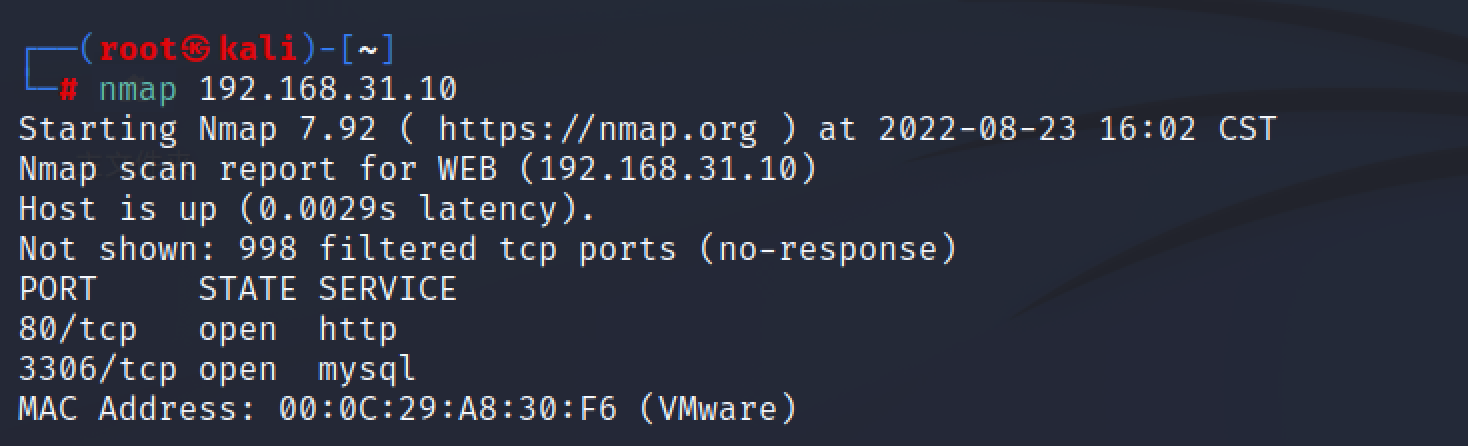 ┌──(root㉿kali)-[~]
└─# nmap 192.168.31.10
Starting Nmap 7.92 ( https://nmap.org ) at 2022-08-23 16:02 CST
Nmap scan report for WEB (192.168.31.10)
Host is up (0.0029s latency).
Not shown: 998 filtered tcp ports (no-response)
PORT     STATE SERVICE
80/tcp   open  http
3306/tcp open  mysql
MAC Address: 00:0C:29:A8:30:F6 (VMware)